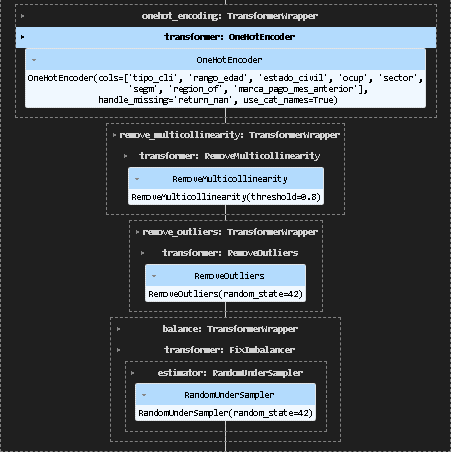 onehot_encoding: TransformerWrapper
transformer: OneHotEncoder
OneHotEncoder
OneHotEncoder(cols=['tipo_cli', 'rango_edad', 'estado_civil', 'ocup', 'sector',
'segm', 'region_of', 'marca_pago_mes_anterior'],
handle_missing='return_nan', use_cat_names=True)
remove_multicollinearity: TransformerWrapper
transformer: RemoveMulticollinearity
RemoveMulticollinearity
RemoveMulticollinearity(threshold=0.8)
remove_outliers: TransformerWrapper
transformer: RemoveOutliers
RemoveOutliers
RemoveOutliers(random_state=42)
balance: TransformerWrapper
transformer: FixImbalancer
estimator: RandomUnderSampler
RandomUnderSampler
RandomUnderSampler(random_state=42)